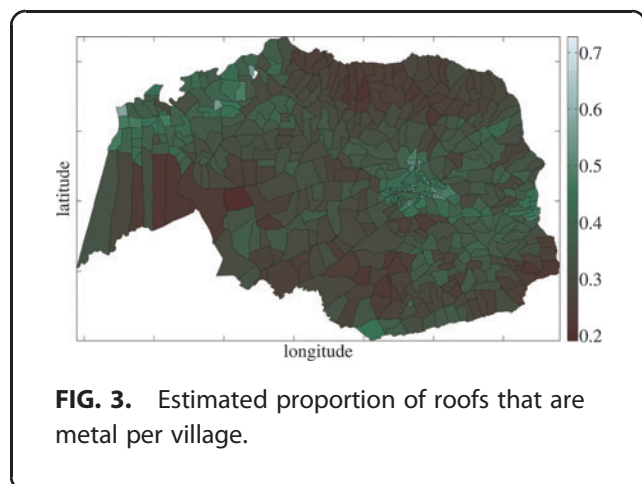 0.7
0.6
0.5
0.4
0.3
0.2
latitude
longitude
FIG. 3. Estimated proportion of roofs that are
metal per village.